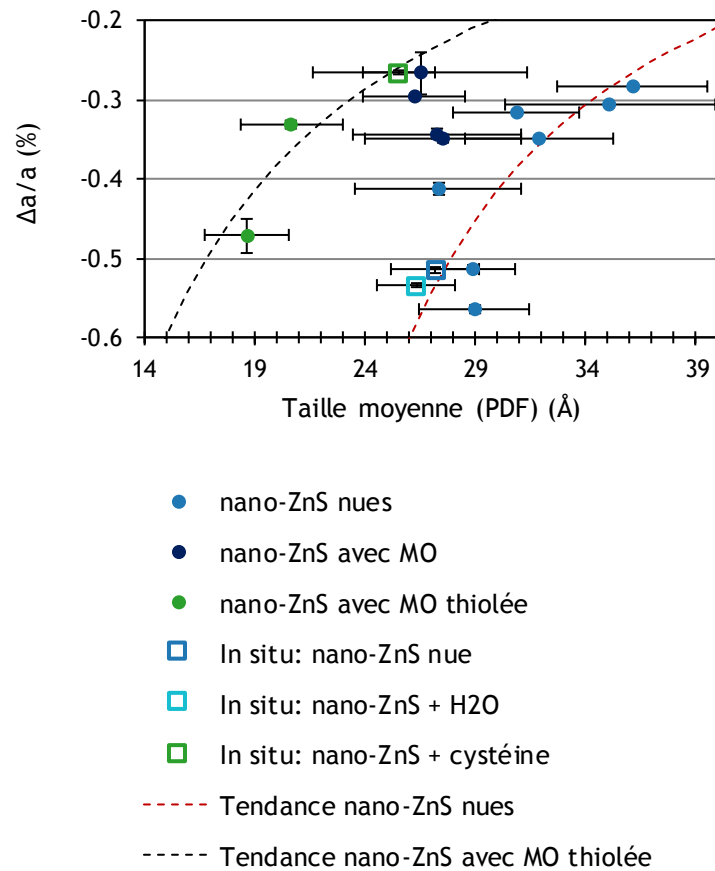 -0.2
-0.3
-0.4
-0.5
-0.6
Δa/a (%)
14 19 24 29 34 39
Taille moyenne (PDF) (Å)
nano-ZnS nues
nano-ZnS avec MO
nano-ZnS avec MO thiolée
In situ: nano-ZnS nue
In situ: nano-ZnS + H2O
In situ: nano-ZnS + cystéine
Tendance nano-ZnS nues
Tendance nano-ZnS avec MO thiolée